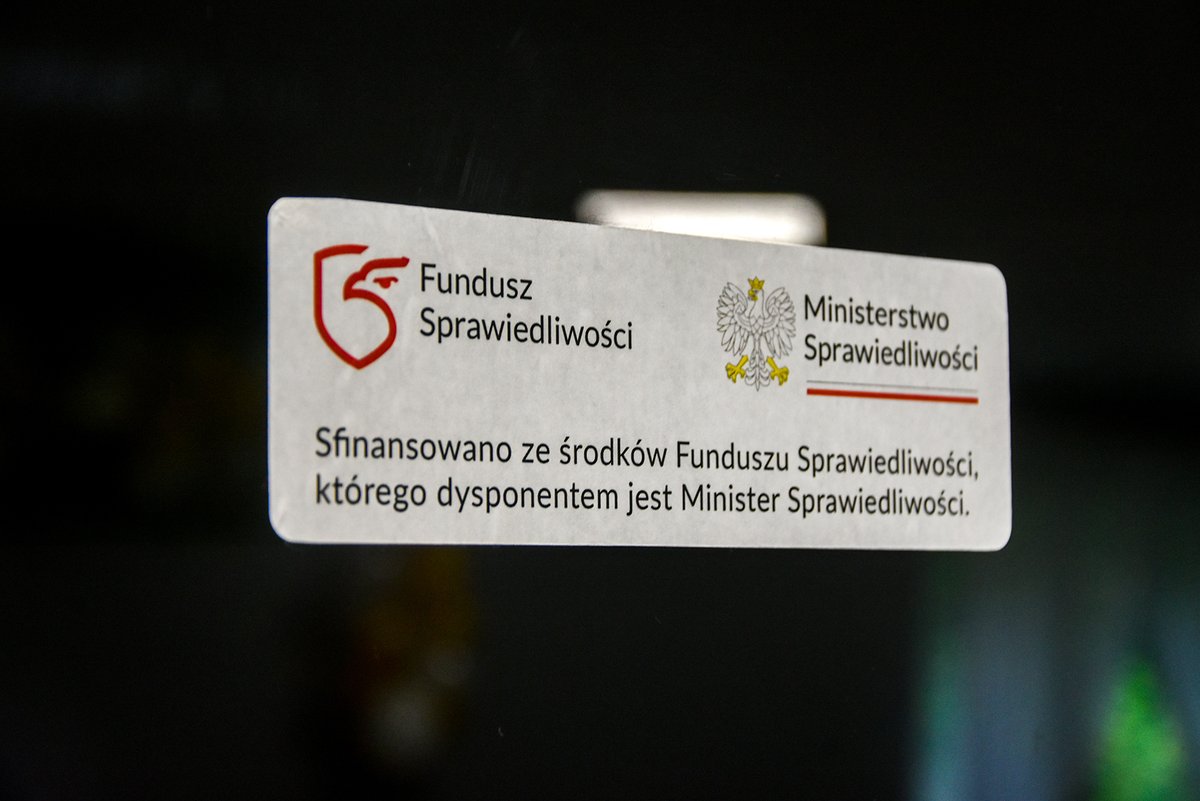 Fundusz
Sprawiedliwości
Ministerstwo
Sprawiedliwości
Sfinansowano ze środków Funduszu Sprawiedliwości,
którego dysponentem jest Minister Sprawiedliwości.